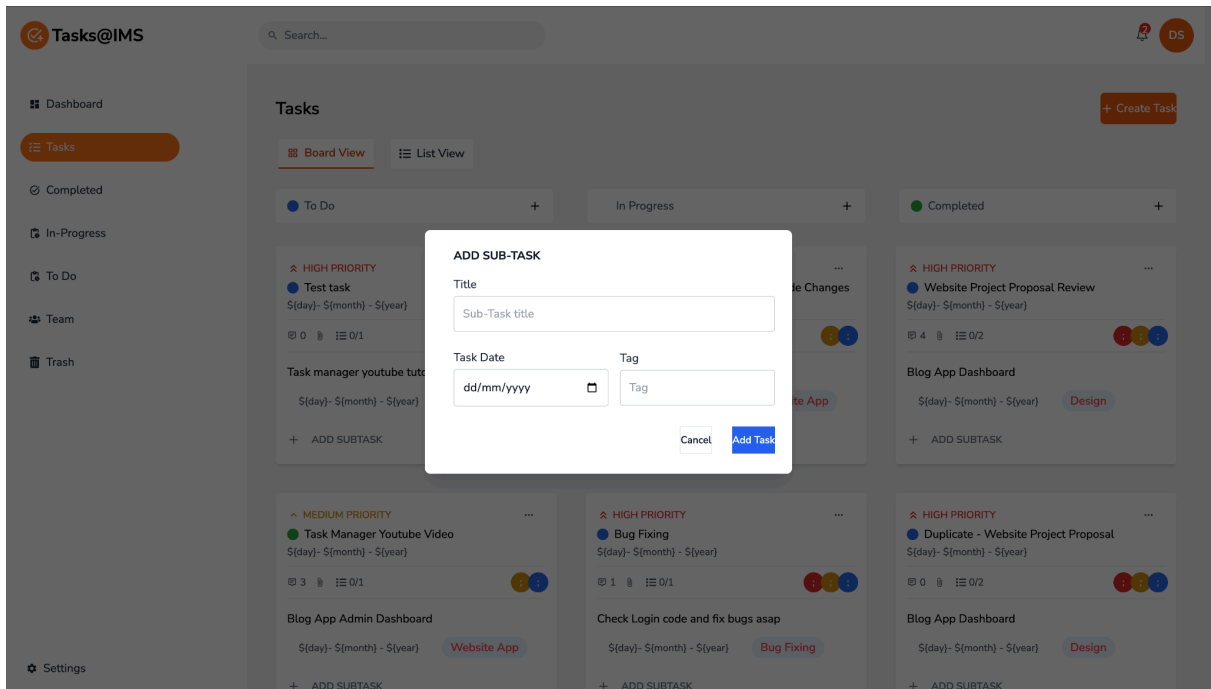 Tasks@IMS
Search...
2
DS
Dashboard
Tasks
Completed
In-Progress
To Do
Team
Trash
Settings
Tasks
+ Create Task
Board View
List View
To Do +
In Progress +
Completed +
HIGH PRIORITY
Test task
${day}- ${month} - ${year}
0 0/1
Task manager youtube
${day}- ${month} - ${year}
+ ADD SUBTASK
...
Changes
: :
App
HIGH PRIORITY ...
Website Project Proposal Review
${day}- ${month} - ${year}
4 0/2 : : :
Blog App Dashboard
${day}- ${month} - ${year} Design
+ ADD SUBTASK
ADD SUB-TASK
Title
Sub-Task title
Task Date
dd/mm/yyyy
Tag
Tag
Cancel
Add Task
MEDIUM PRIORITY ...
Task Manager Youtube Video
${day}- ${month} - ${year}
3 0/1 : :
Blog App Admin Dashboard
${day}- ${month} - ${year} Website App
+ ADD SUBTASK
HIGH PRIORITY ...
Bug Fixing
${day}- ${month} - ${year}
1 0/1 : : :
Check Login code and fix bugs asap
${day}- ${month} - ${year} Bug Fixing
+ ADD SUBTASK
HIGH PRIORITY ...
Duplicate - Website Project Proposal
${day}- ${month} - ${year}
0 0/2 : : :
Blog App Dashboard
${day}- ${month} - ${year} Design
+ ADD SUBTASK